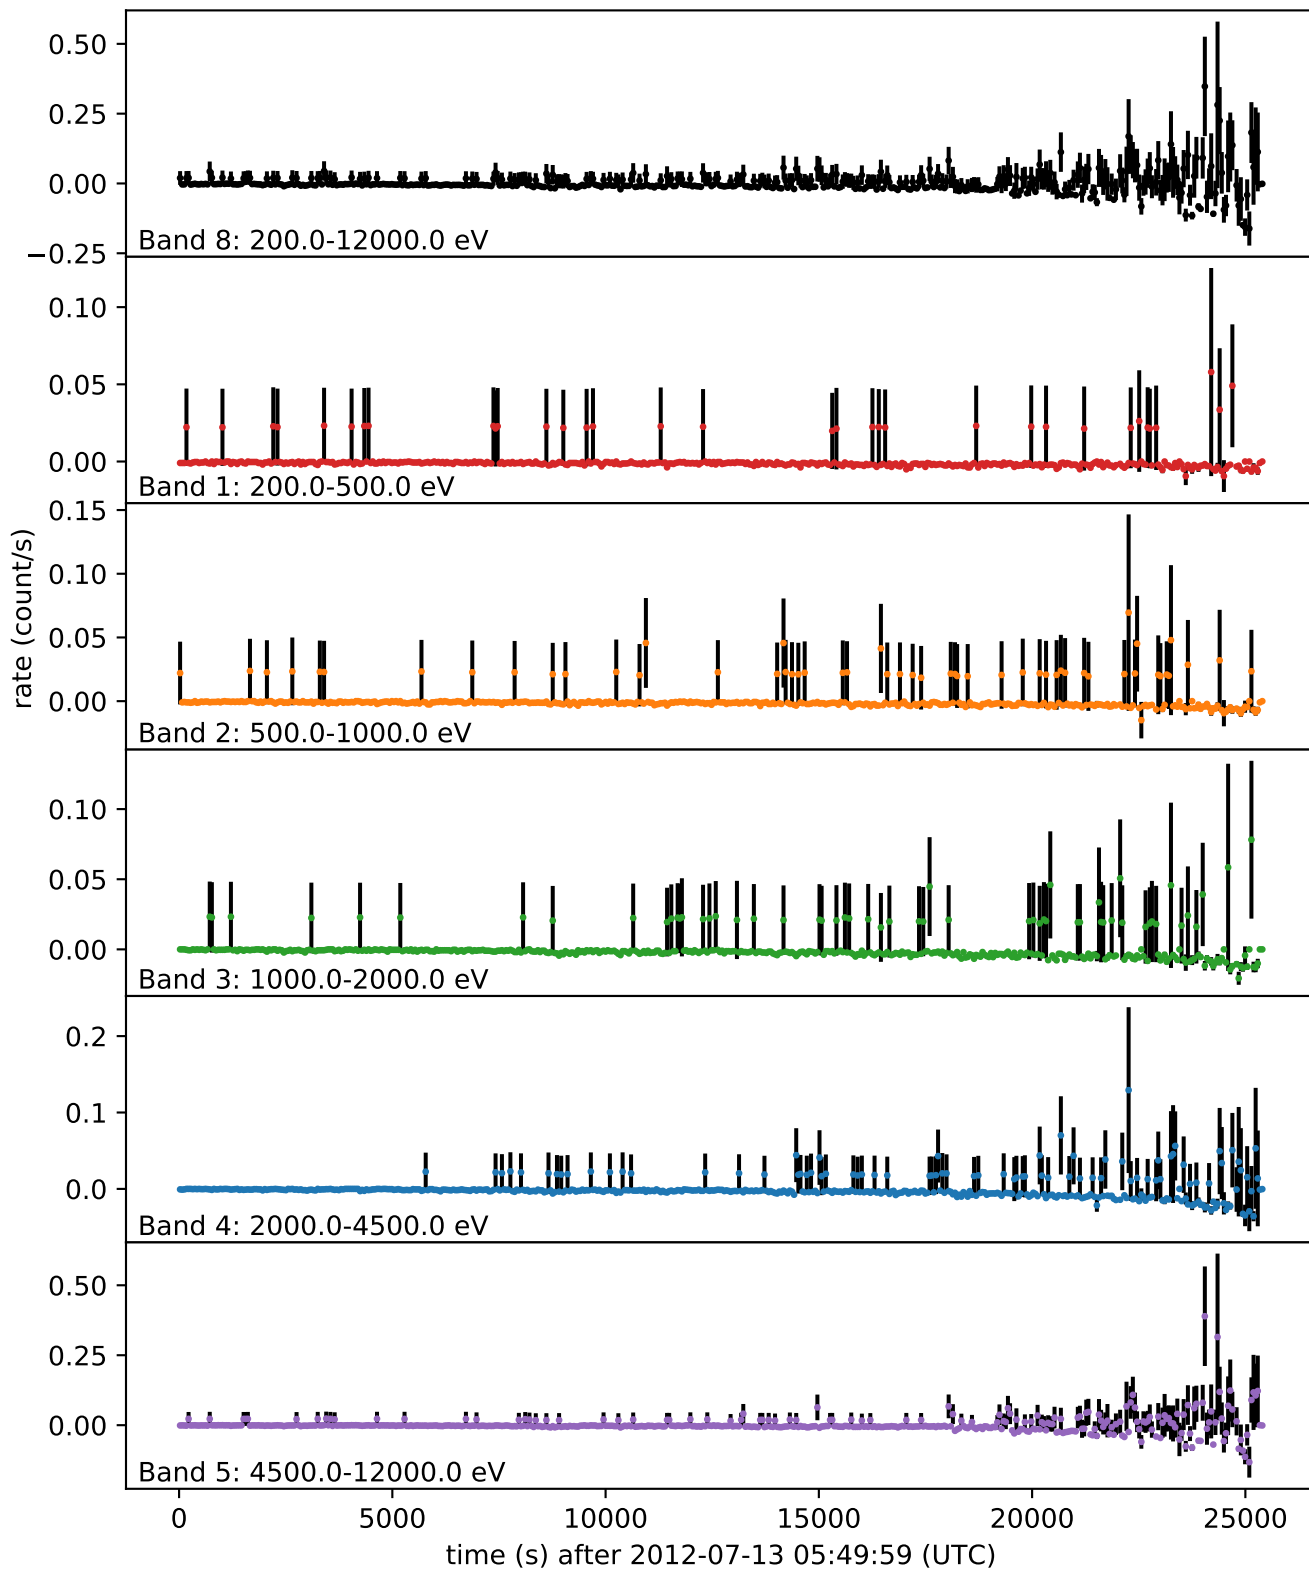 0.50
0.25
0.00
−0.25
Band 8: 200.0-12000.0 eV
0.10
0.05
0.00
Band 1: 200.0-500.0 eV
0.15
0.10
0.05
0.00
Band 2: 500.0-1000.0 eV
rate (count/s)
0.10
0.05
0.00
Band 3: 1000.0-2000.0 eV
0.2
0.1
0.0
Band 4: 2000.0-4500.0 eV
0.50
0.25
0.00
Band 5: 4500.0-12000.0 eV
0 5000 10000 15000 20000 25000
time (s) after 2012-07-13 05:49:59 (UTC)